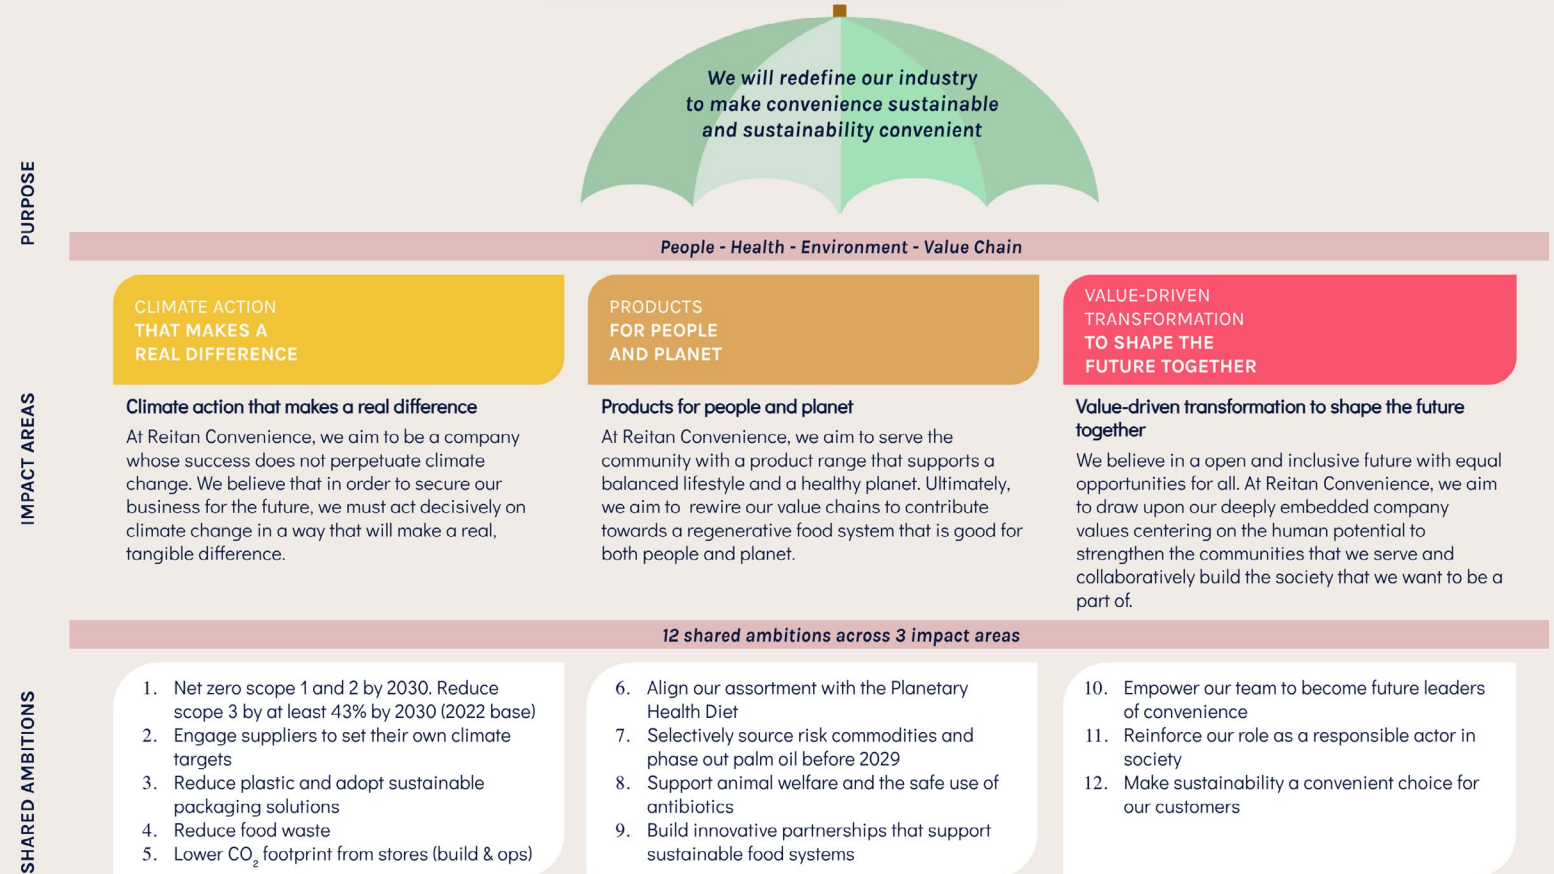 We will redefine our industry
to make convenience sustainable
and sustainability convenient
PURPOSE
People - Health - Environment - Value Chain
IMPACT AREAS
CLIMATE ACTION
THAT MAKES A
REAL DIFFERENCE
Climate action that makes a real difference
At Reitan Convenience, we aim to be a company
whose success does not perpetuate climate
change. We believe that in order to secure our
business for the future, we must act decisively on
climate change in a way that will make a real,
tangible difference.
PRODUCTS
FOR PEOPLE
AND PLANET
Products for people and planet
At Reitan Convenience, we aim to serve the
community with a product range that supports a
balanced lifestyle and a healthy planet. Ultimately,
we aim to rewire our value chains to contribute
towards a regenerative food system that is good for
both people and planet.
VALUE-DRIVEN
TRANSFORMATION
TO SHAPE THE
FUTURE TOGETHER
Value-driven transformation to shape the future
together
We believe in a open and inclusive future with equal
opportunities for all. At Reitan Convenience, we aim
to draw upon our deeply embedded company
values centering on the human potential to
strengthen the communities that we serve and
collaboratively build the society that we want to be a
part of.
12 shared ambitions across 3 impact areas
SHARED AMBITIONS
1. Net zero scope 1 and 2 by 2030. Reduce
scope 3 by at least 43% by 2030 (2022 base)
2. Engage suppliers to set their own climate
targets
3. Reduce plastic and adopt sustainable
packaging solutions
4. Reduce food waste
5. Lower CO₂ footprint from stores (build & ops)
6. Align our assortment with the Planetary
Health Diet
7. Selectively source risk commodities and
phase out palm oil before 2029
8. Support animal welfare and the safe use of
antibiotics
9. Build innovative partnerships that support
sustainable food systems
10. Empower our team to become future leaders
of convenience
11. Reinforce our role as a responsible actor in
society
12. Make sustainability a convenient choice for
our customers